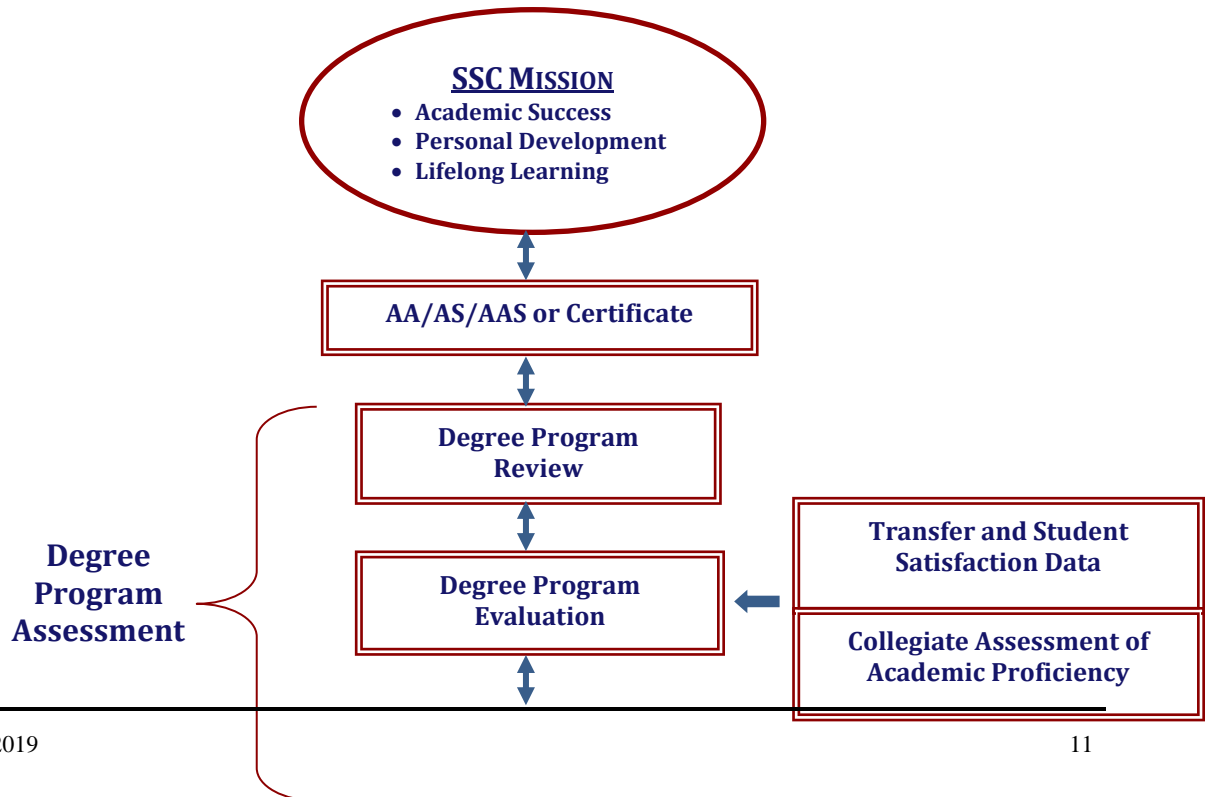 SSC MISSION
• Academic Success
• Personal Development
• Lifelong Learning
AA/AS/AAS or Certificate
Degree Program
Review
Degree
Program
Assessment
Degree Program
Evaluation
Transfer and Student
Satisfaction Data
Collegiate Assessment of
Academic Proficiency
2019
11